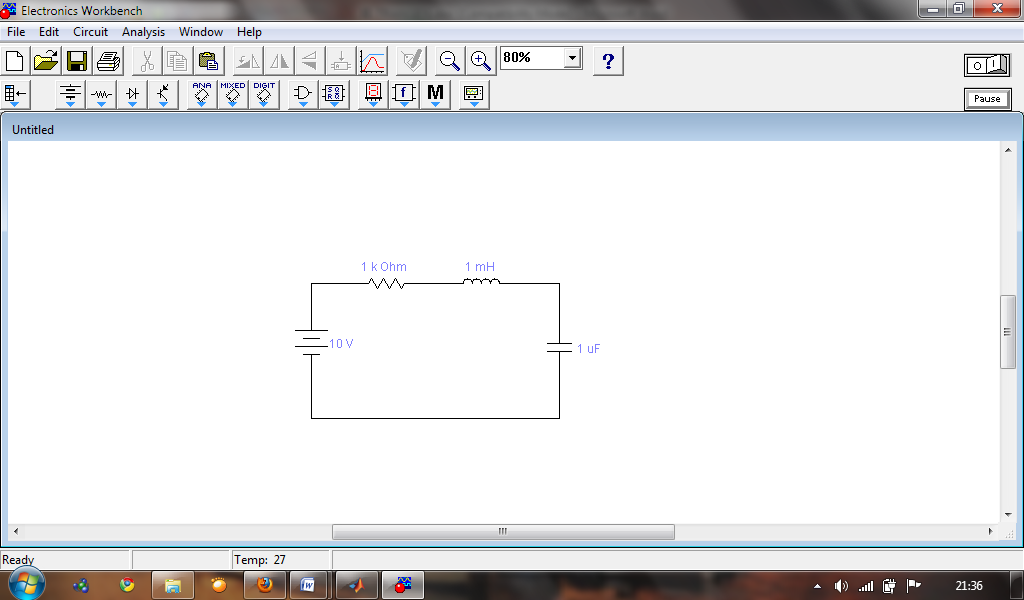 Electronics Workbench
File Edit Circuit Analysis Window Help
80%
?
ANA MIXED DIGIT
f M
Pause
Untitled
1 k Ohm 1 mH
10 V
1 uF
Ready Temp: 27
21:36